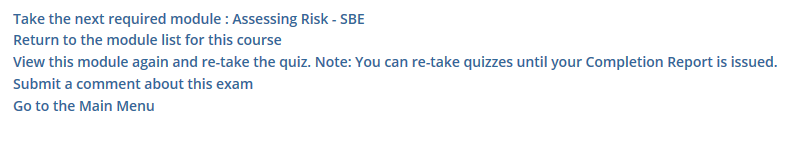 Take the next required module : Assessing Risk - SBE
Return to the module list for this course
View this module again and re-take the quiz. Note: You can re-take quizzes until your Completion Report is issued.
Submit a comment about this exam
Go to the Main Menu